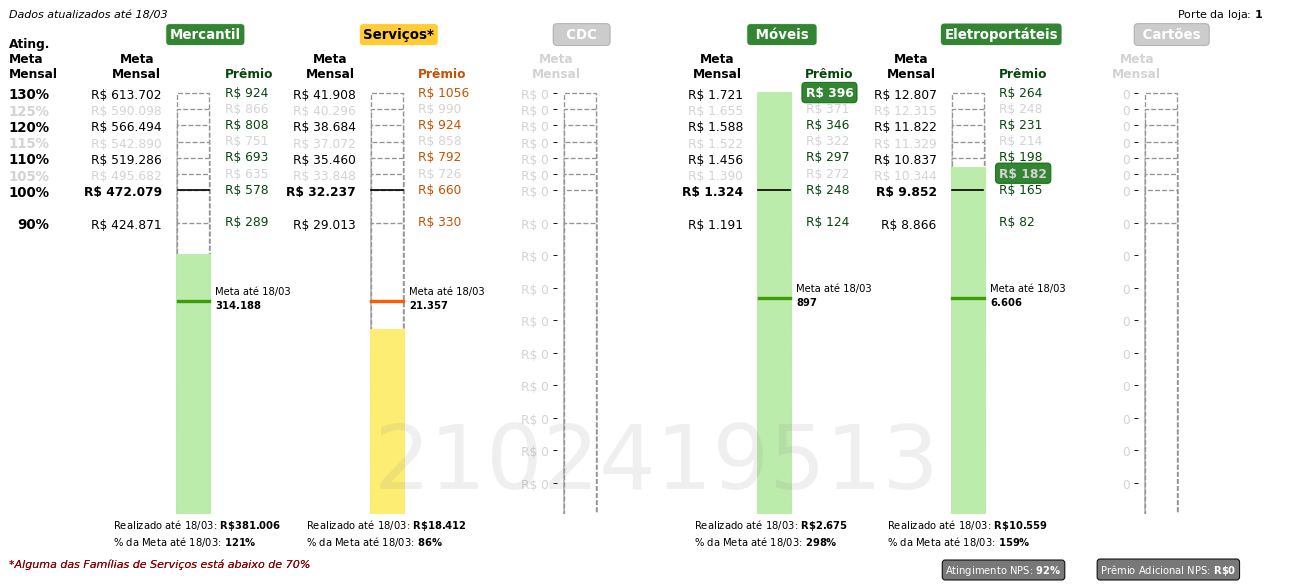 Dados atualizados até 18/03
Porte da loja: 1
Mercantil Serviços* CDC Móveis Eletroportáteis Cartões
Ating.
Meta
Mensal
Meta
Mensal
Prêmio
Meta
Mensal
Prêmio
Meta
Mensal
Meta
Mensal
Prêmio
Meta
Mensal
Prêmio
Meta
Mensal
130% R$ 613.702 R$ 924 R$ 41.908 R$ 1056 R$ 0 R$ 1.721 R$ 396 R$ 12.807 R$ 264 0
125% R$ 590.098 R$ 866 R$ 40.296 R$ 990 R$ 0 R$ 1.655 R$ 371 R$ 12.315 R$ 248 0
120% R$ 566.494 R$ 808 R$ 38.684 R$ 924 R$ 0 R$ 1.588 R$ 346 R$ 11.822 R$ 231 0
115% R$ 542.890 R$ 751 R$ 37.072 R$ 858 R$ 0 R$ 1.522 R$ 322 R$ 11.329 R$ 214 0
110% R$ 519.286 R$ 693 R$ 35.460 R$ 792 R$ 0 R$ 1.456 R$ 297 R$ 10.837 R$ 198 0
105% R$ 495.682 R$ 635 R$ 33.848 R$ 726 R$ 0 R$ 1.390 R$ 272 R$ 10.344 R$ 182 0
100% R$ 472.079 R$ 578 R$ 32.237 R$ 660 R$ 0 R$ 1.324 R$ 248 R$ 9.852 R$ 165 0
90% R$ 424.871 R$ 289 R$ 29.013 R$ 330 R$ 0 R$ 1.191 R$ 124 R$ 8.866 R$ 82 0
R$ 0 0
R$ 0 0
Meta até 18/03
314.188
Meta até 18/03
21.357
Meta até 18/03
897
Meta até 18/03
6.606
R$ 0 0
R$ 0 0
R$ 0 0
R$ 0 0
R$ 0 0
R$ 0 0
2102419513
Realizado até 18/03: R$381.006
% da Meta até 18/03: 121%
Realizado até 18/03: R$18.412
% da Meta até 18/03: 86%
Realizado até 18/03: R$2.675
% da Meta até 18/03: 298%
Realizado até 18/03: R$10.559
% da Meta até 18/03: 159%
*Alguma das Famílias de Serviços está abaixo de 70%
Atingimento NPS: 92%
Prêmio Adicional NPS: R$0